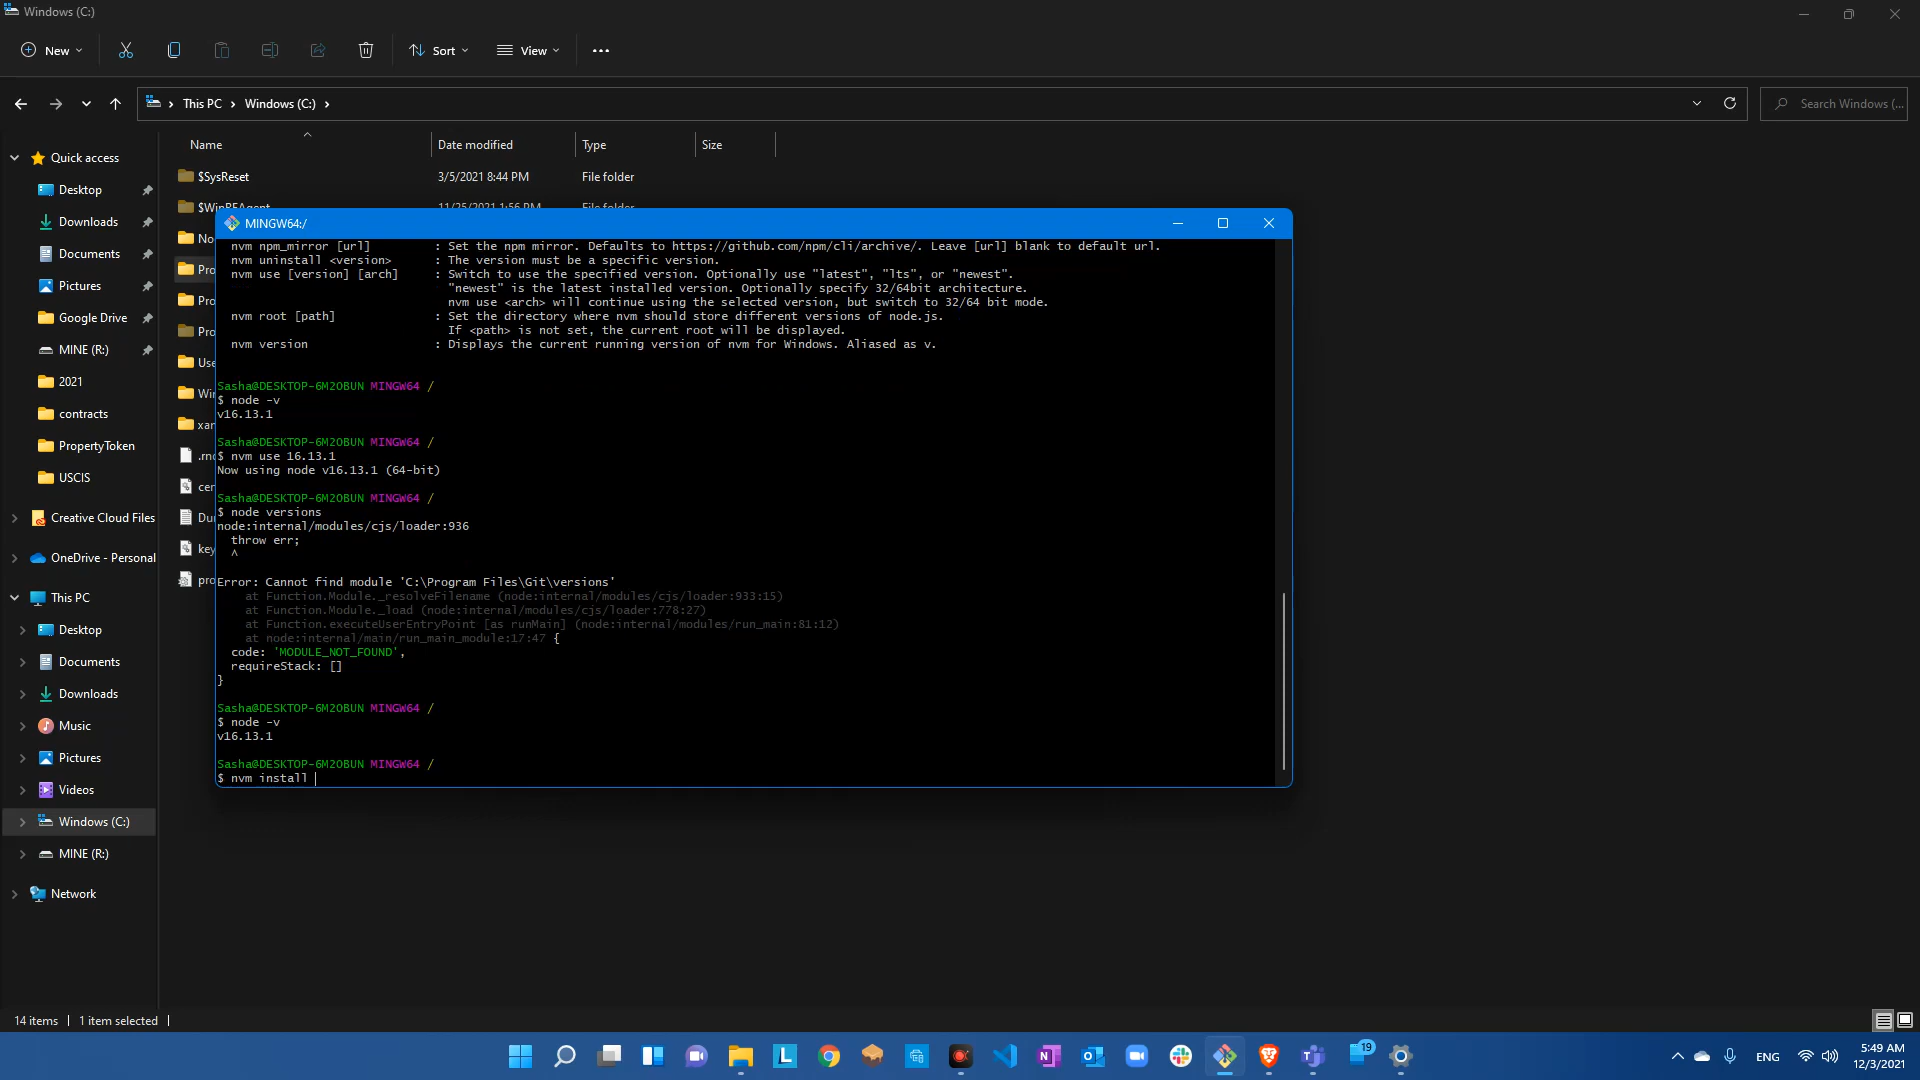 Windows (C:)
New
Sort
View
This PC
Windows (C:)
Search Windows (...
Name
Date modified
Type
Size
Quick access
$SysReset
3/5/2021 8:44 PM
File folder
Desktop
Downloads
Documents
Pictures
Google Drive
MINE (R:)
2021
contracts
PropertyToken
USCIS
Creative Cloud Files
OneDrive - Personal
This PC
Desktop
Documents
Downloads
Music
Pictures
Videos
Windows (C:)
MINE (R:)
Network
MINGW64:/
nvm npm_mirror [url] : Set the npm mirror. Defaults to https://github.com/npm/cli/archive/. Leave [url] blank to default url.
nvm uninstall <version> : The version must be a specific version.
nvm use [version] [arch] : Switch to use the specified version. Optionally use "latest", "lts", or "newest".
"newest" is the latest installed version. Optionally specify 32/64bit architecture.
nvm use <arch> will continue using the selected version, but switch to 32/64 bit mode.
nvm root [path] : Set the directory where nvm should store different versions of node.js.
If <path> is not set, the current root will be displayed.
nvm version : Displays the current running version of nvm for Windows. Aliased as v.
Sasha@DESKTOP-6M2OBUN MINGW64 /
$ node -v
v16.13.1
Sasha@DESKTOP-6M2OBUN MINGW64 /
$ nvm use 16.13.1
Now using node v16.13.1 (64-bit)
Sasha@DESKTOP-6M2OBUN MINGW64 /
$ node versions
node:internal/modules/cjs/loader:936
throw err;
^
Error: Cannot find module 'C:\Program Files\Git\versions'
at Function.Module._resolveFilename (node:internal/modules/cjs/loader:933:15)
at Function.Module._load (node:internal/modules/cjs/loader:778:27)
at Function.executeUserEntryPoint [as runMain] (node:internal/modules/run_main:81:12)
at node:internal/main/run_main_module:17:47 {
code: 'MODULE_NOT_FOUND',
requireStack: []
}
Sasha@DESKTOP-6M2OBUN MINGW64 /
$ node -v
v16.13.1
Sasha@DESKTOP-6M2OBUN MINGW64 /
$ nvm install
14 items
1 item selected
19
ENG
5:49 AM
12/3/2021